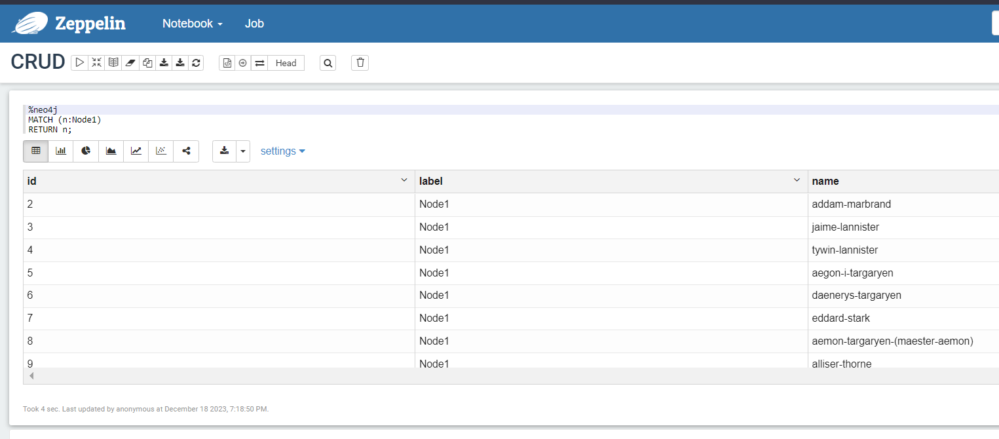 Zeppelin Notebook Job
CRUD Head
%neo4j
MATCH (n:Node1)
RETURN n;
settings
id label name
2 Node1 addam-marbrand
3 Node1 jaime-lannister
4 Node1 tywin-lannister
5 Node1 aegon-i-targaryen
6 Node1 daenerys-targaryen
7 Node1 eddard-stark
8 Node1 aemon-targaryen-(maester-aemon)
9 Node1 alliser-thorne
Took 4 sec. Last updated by anonymous at December 18 2023, 7:18:50 PM.